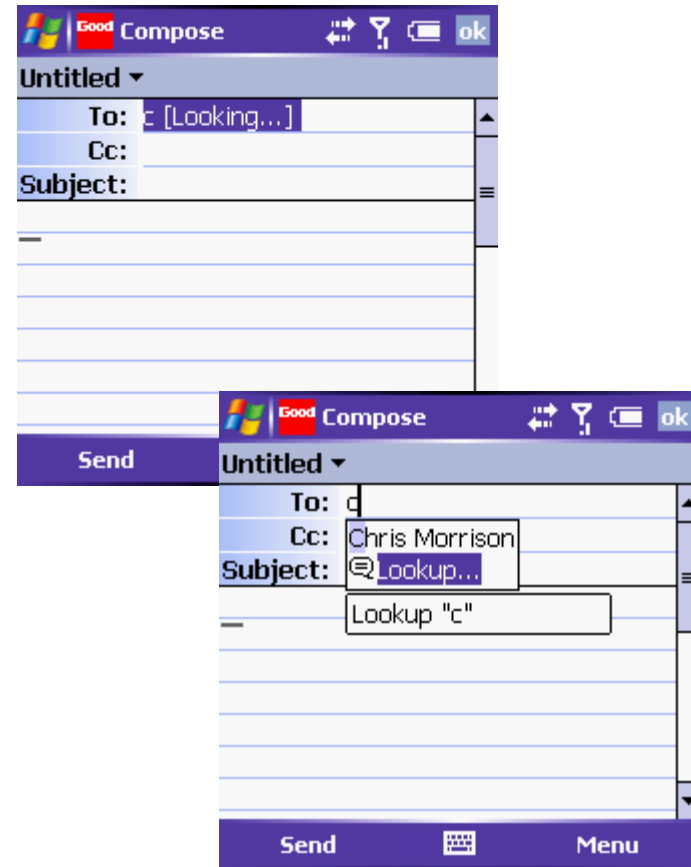 Good Compose ok
Untitled
To: c [Looking...]
Cc:
Subject:
Send
Good Compose ok
Untitled
To: c
Cc: Chris Morrison
Subject: Lookup...
Lookup "c"
Send Menu